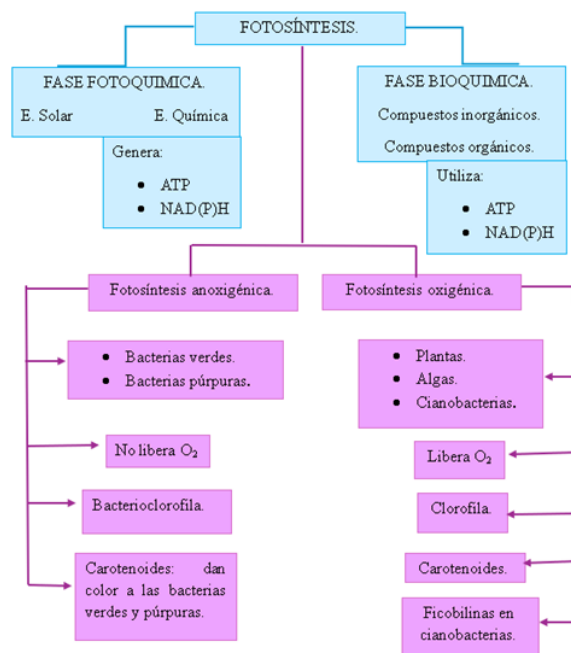 FOTOSÍNTESIS.
FASE FOTOQUIMICA.
E. Solar E. Química
Genera:
• ATP
• NAD(P)H
FASE BIOQUIMICA.
Compuestos inorgánicos.
Compuestos orgánicos.
Utiliza:
• ATP
• NAD(P)H
Fotosíntesis anoxigénica.
• Bacterias verdes.
• Bacterias púrpuras.
No libera O₂
Bacterioclorofila.
Carotenoides: dan
color a las bacterias
verdes y púrpuras.
Fotosíntesis oxigénica.
• Plantas.
• Algas.
• Cianobacterias.
Libera O₂
Clorofila.
Carotenoides.
Ficobilinas en
cianobacterias.